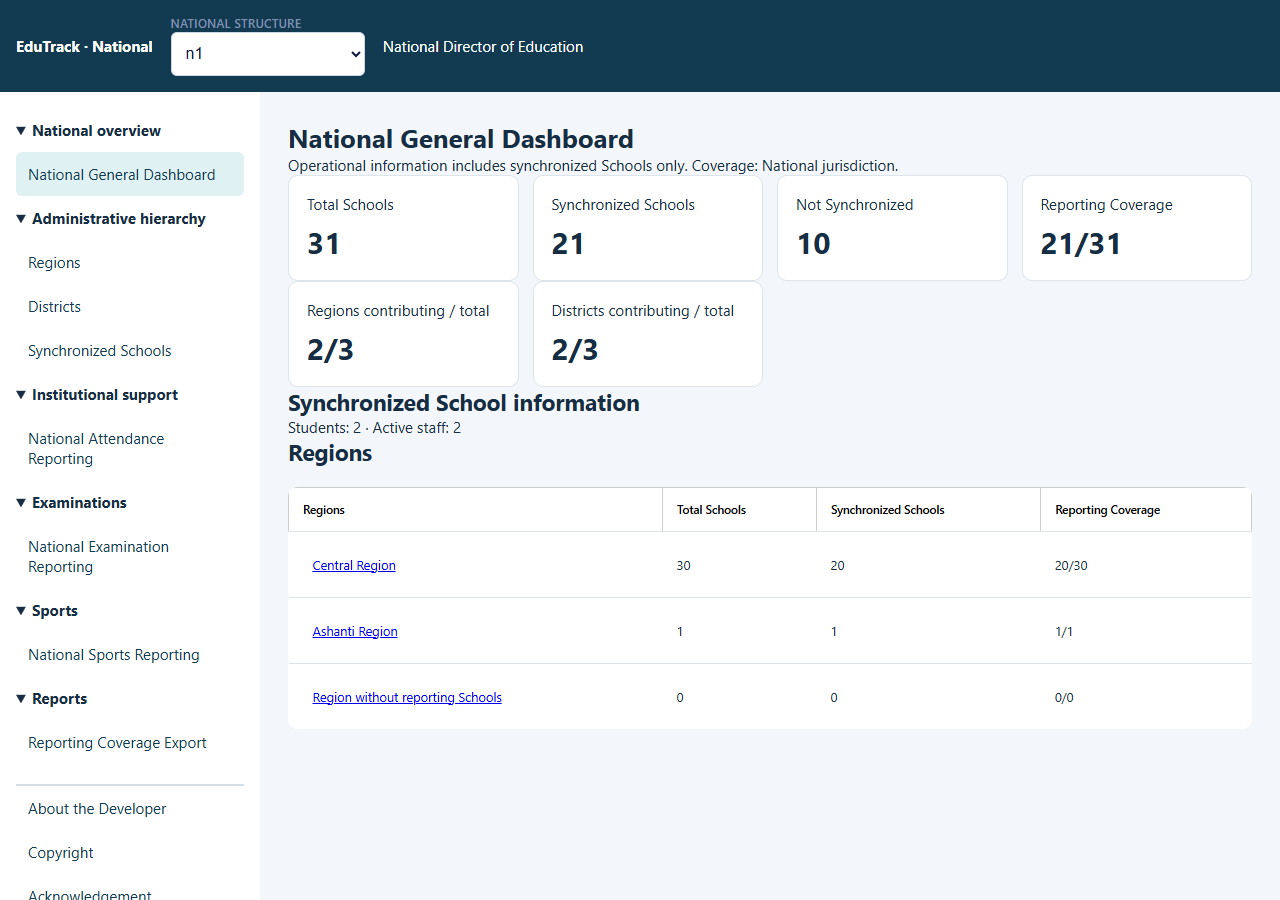 NATIONAL STRUCTURE
EduTrack · National
n1
National Director of Education
▼ National overview
National General Dashboard
▼ Administrative hierarchy
Regions
Districts
Synchronized Schools
▼ Institutional support
National Attendance
Reporting
▼ Examinations
National Examination
Reporting
▼ Sports
National Sports Reporting
▼ Reports
Reporting Coverage Export
About the Developer
Copyright
Acknowledgement
National General Dashboard
Operational information includes synchronized Schools only. Coverage: National jurisdiction.
Total Schools
31
Synchronized Schools
21
Not Synchronized
10
Reporting Coverage
21/31
Regions contributing / total
2/3
Districts contributing / total
2/3
Synchronized School information
Students: 2 · Active staff: 2
Regions
Regions Total Schools Synchronized Schools Reporting Coverage
Central Region 30 20 20/30
Ashanti Region 1 1 1/1
Region without reporting Schools 0 0 0/0